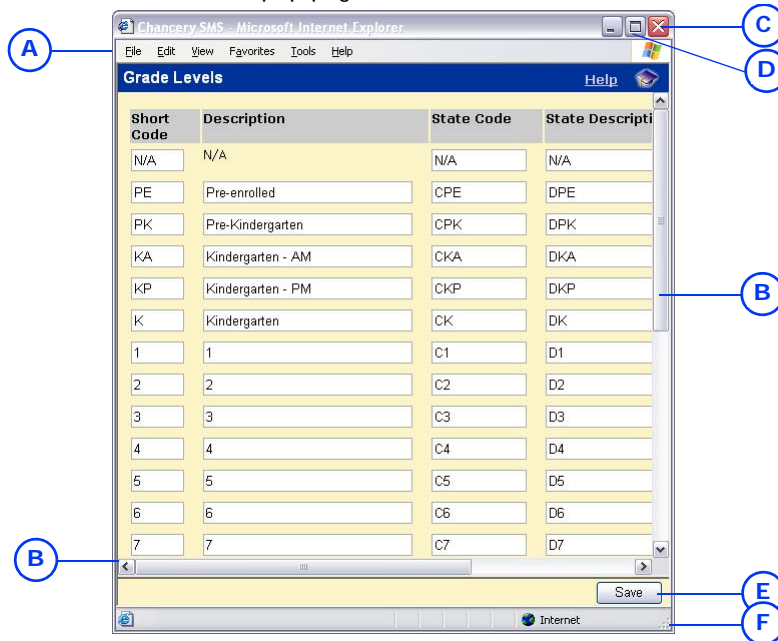 Chancery SMS - Microsoft Internet Explorer
C
A
File Edit View Favorites Tools Help
D
Grade Levels Help
Short Code Description State Code State Descripti
N/A N/A N/A N/A
PE Pre-enrolled CPE DPE
PK Pre-Kindergarten CPK DPK
KA Kindergarten - AM CKA DKA
KP Kindergarten - PM CKP DKP
B
K Kindergarten CK DK
1 1 C1 D1
2 2 C2 D2
3 3 C3 D3
4 4 C4 D4
5 5 C5 D5
6 6 C6 D6
7 7 C7 D7
B
Save
E
Internet
F